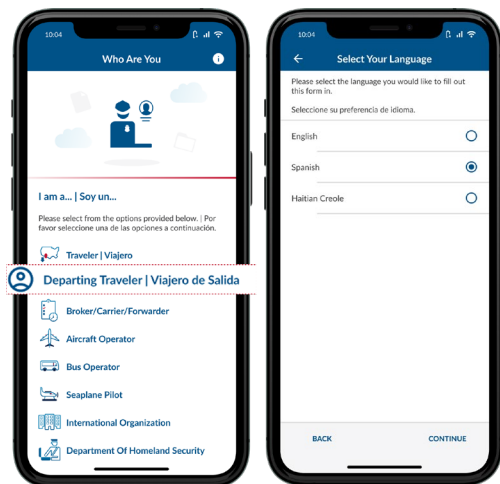 10:04
Who Are You
I am a... | Soy un...
Please select from the options provided below. | Por
favor seleccione una de las opciones a continuación.
Traveler | Viajero
Departing Traveler | Viajero de Salida
Broker/Carrier/Forwarder
Aircraft Operator
Bus Operator
Seaplane Pilot
International Organization
Department Of Homeland Security
10:04
Select Your Language
Please select the language you would like to fill out
this form in.
Seleccione su preferencia de idioma.
English
Spanish
Haitian Creole
BACK
CONTINUE